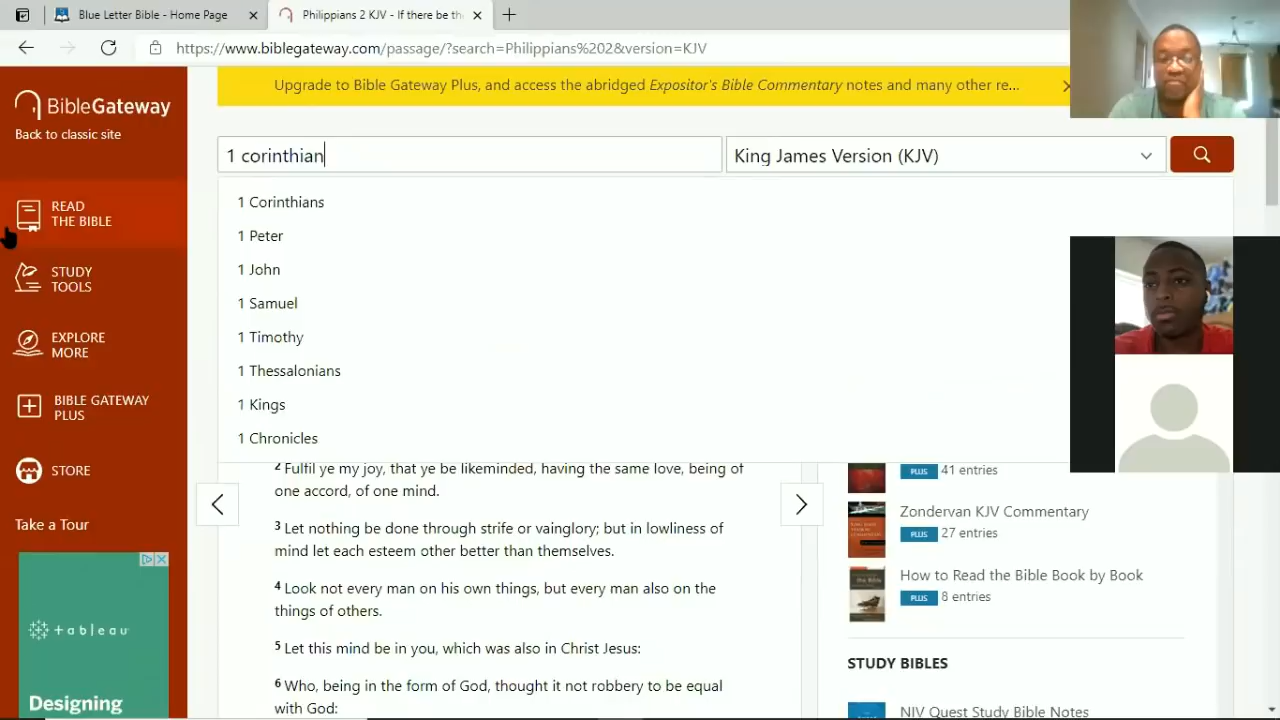 Blue Letter Bible - Home Page
Philippians 2 KJV - If there be th
https://www.biblegateway.com/passage/?search=Philippians%202&version=KJV
BibleGateway
Back to classic site
Upgrade to Bible Gateway Plus, and access the abridged Expositor's Bible Commentary notes and many other re...
1 corinthian
King James Version (KJV)
READ
THE BIBLE
STUDY
TOOLS
EXPLORE
MORE
BIBLE GATEWAY
PLUS
STORE
Take a Tour
+ableau
Designing
1 Corinthians
1 Peter
1 John
1 Samuel
1 Timothy
1 Thessalonians
1 Kings
1 Chronicles
2 Fulfil ye my joy, that ye be likeminded, having the same love, being of
one accord, of one mind.
3 Let nothing be done through strife or vainglory; but in lowliness of
mind let each esteem other better than themselves.
4 Look not every man on his own things, but every man also on the
things of others.
5 Let this mind be in you, which was also in Christ Jesus:
6 Who, being in the form of God, thought it not robbery to be equal
with God:
PLUS 41 entries
Zondervan KJV Commentary
PLUS 27 entries
How to Read the Bible Book by Book
PLUS 8 entries
STUDY BIBLES
NIV Quest Study Bible Notes